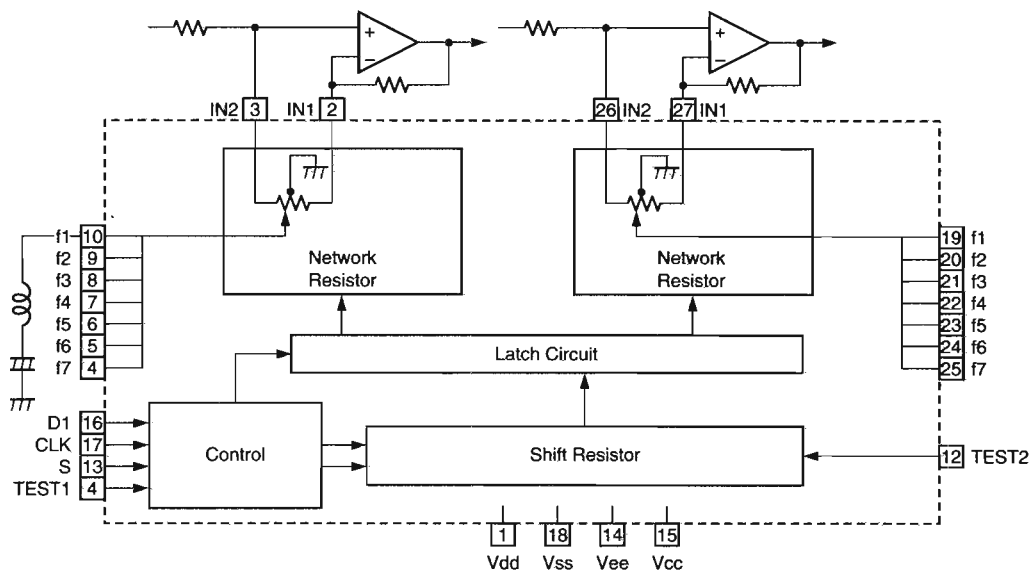 +
−
+
−
IN2 3 IN1 2
26 IN2 27 IN1
Network
Resistor
Network
Resistor
f1 10
f2 9
f3 8
f4 7
f5 6
f6 5
f7 4
19 f1
20 f2
21 f3
22 f4
23 f5
24 f6
25 f7
Latch Circuit
D1 16
CLK 17
S 13
TEST1 4
Control
Shift Resistor
12 TEST2
1 18 14 15
Vdd Vss Vee Vcc